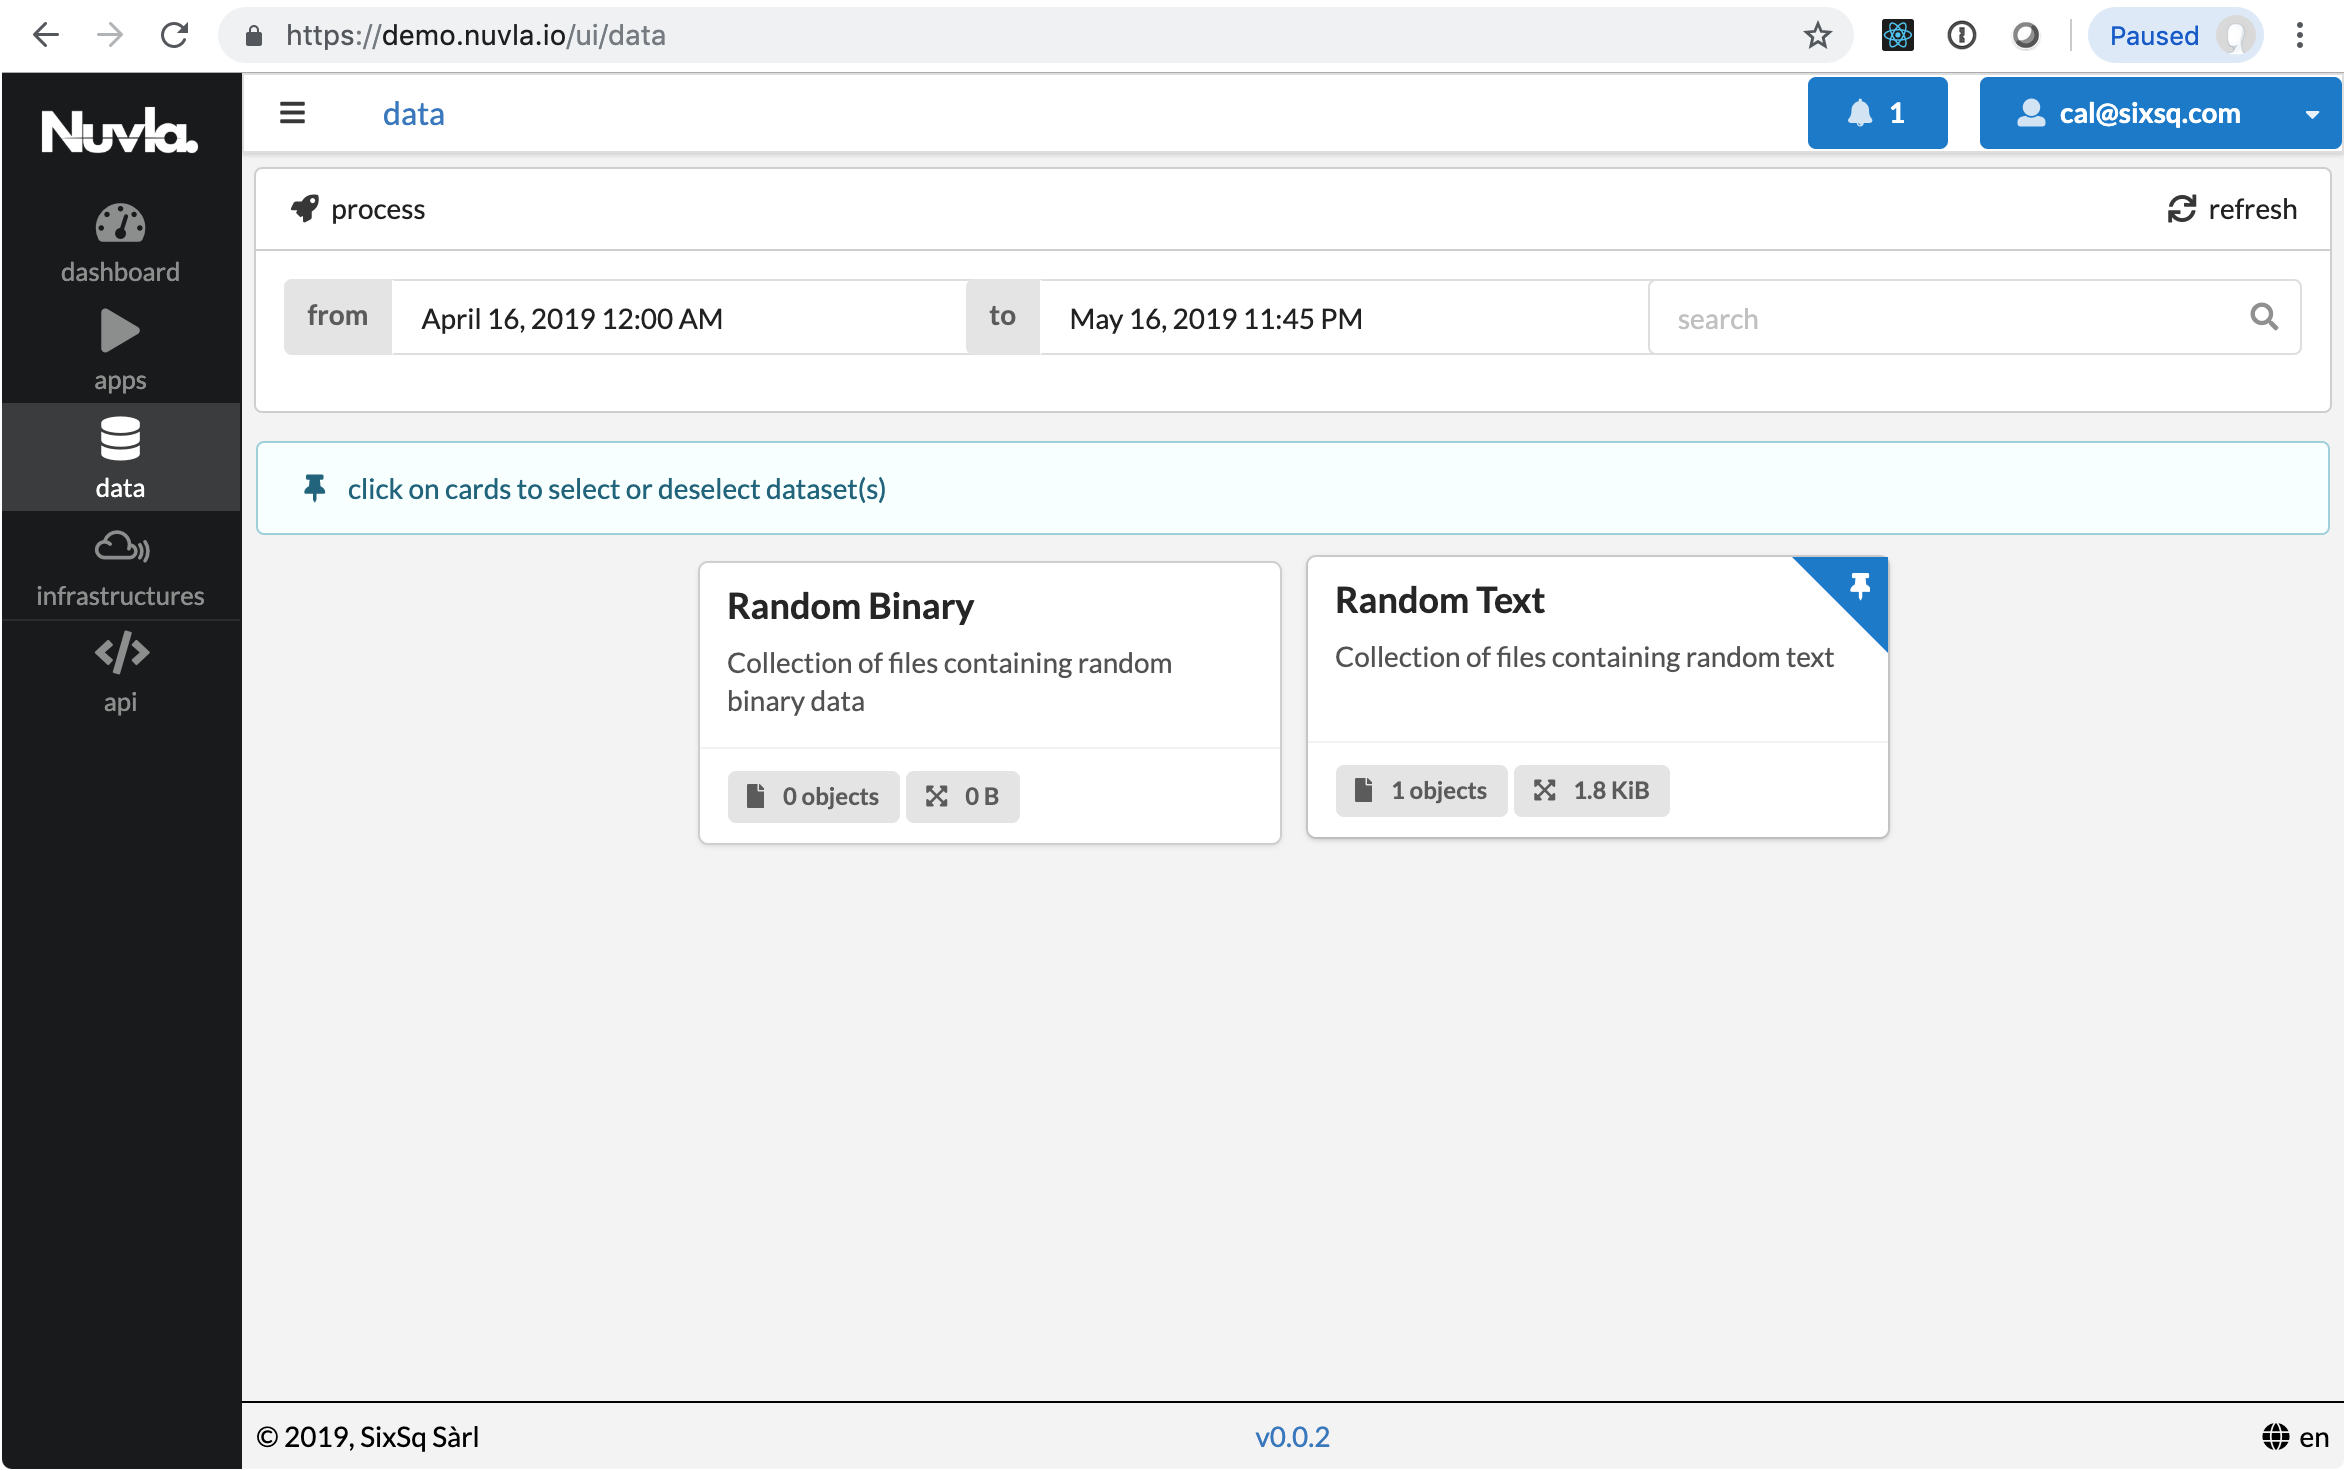 https://demo.nuvla.io/ui/data
Paused
Nuvla.
data
1
cal@sixsq.com
dashboard
apps
data
infrastructures
api
process
refresh
from
April 16, 2019 12:00 AM
to
May 16, 2019 11:45 PM
search
click on cards to select or deselect dataset(s)
Random Binary
Collection of files containing random
binary data
0 objects
0 B
Random Text
Collection of files containing random text
1 objects
1.8 KiB
© 2019, SixSq Sàrl
v0.0.2
en